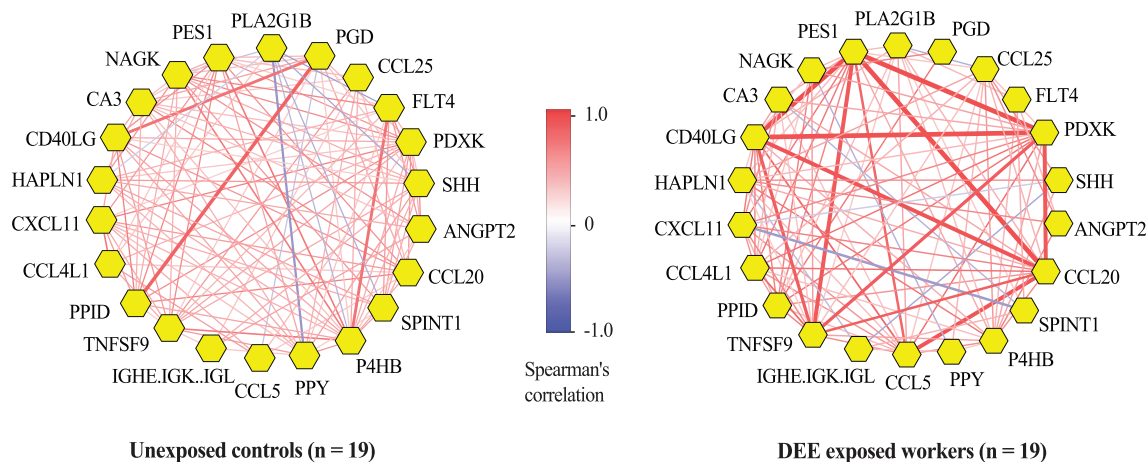 PLA2G1B
PES1
PGD
NAGK
CCL25
CA3
FLT4
CD40LG
PDXK
HAPLN1
SHH
CXCL11
ANGPT2
CCL4L1
CCL20
PPID
SPINT1
TNFSF9
P4HB
IGHE.IGK..IGL
CCL5
PPY
Unexposed controls (n = 19)
1.0
0
-1.0
Spearman's
correlation
PLA2G1B
PES1
PGD
NAGK
CCL25
CA3
FLT4
CD40LG
PDXK
HAPLN1
SHH
CXCL11
ANGPT2
CCL4L1
CCL20
PPID
SPINT1
TNFSF9
P4HB
IGHE.IGK.IGL
CCL5
PPY
DEE exposed workers (n = 19)